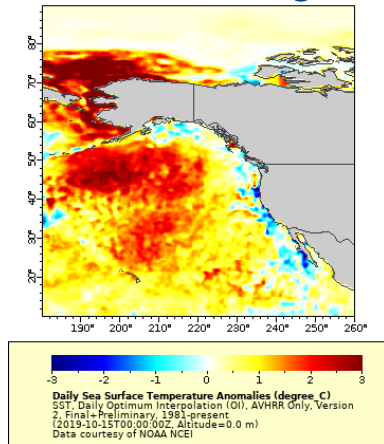 80°
70°
60°
50°
40°
30°
20°
190° 200° 210° 220° 230° 240° 250° 260°
-3 -2 -1 0 1 2 3
Daily Sea Surface Temperature Anomalies (degree_C)
SST, Daily Optimum Interpolation (OI), AVHRR Only, Version
2, Final+Preliminary, 1981-present
(2019-10-15T00:00:00Z, Altitude=0.0 m)
Data courtesy of NOAA NCEI